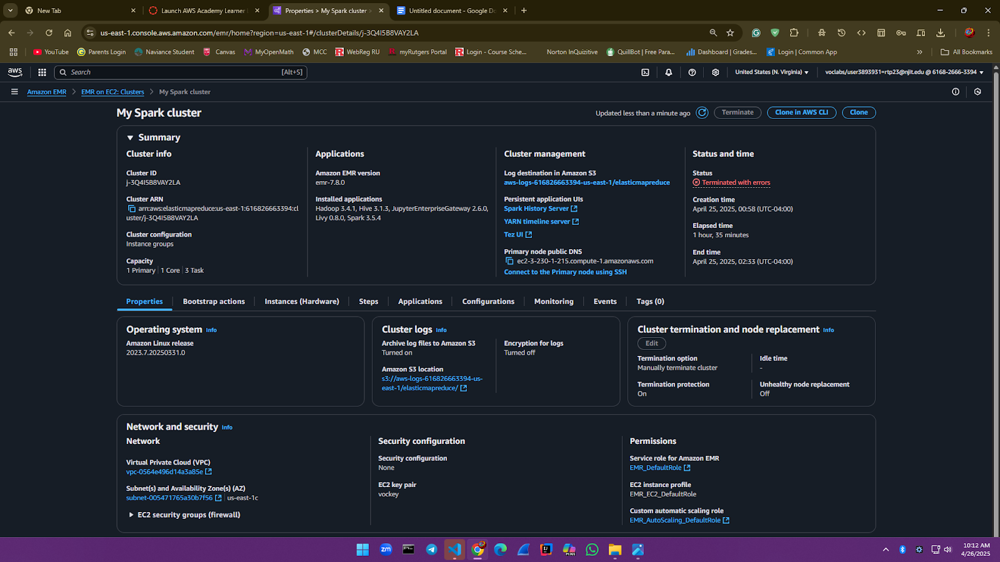 New Tab
Launch AWS Academy Learner L
Properties > My Spark cluster >
Untitled document - Google Do
us-east-1.console.aws.amazon.com/emr/home?region=us-east-1#/clusterDetails/j-3Q4I5B8VAY2LA
YouTube
Parents Login
Naviance Student
Canvas
MyOpenMath
MCC
WebReg RU
myRutgers Portal
Login - Course Sche...
Norton InQuizitive
QuillBot | Free Para...
Dashboard | Grades...
Login | Common App
»
All Bookmarks
aws
Search
[Alt+S]
United States (N. Virginia)
voclabs/user3893931=rtp23@njit.edu @ 6168-2666-3394
Amazon EMR > EMR on EC2: Clusters > My Spark cluster
My Spark cluster
Updated less than a minute ago
Terminate
Clone in AWS CLI
Clone
Summary
Cluster info
Cluster ID
j-3Q4I5B8VAY2LA
Cluster ARN
arn:aws:elasticmapreduce:us-east-1:616826663394:cl
uster/j-3Q4I5B8VAY2LA
Cluster configuration
Instance groups
Capacity
1 Primary | 1 Core | 3 Task
Applications
Amazon EMR version
emr-7.8.0
Installed applications
Hadoop 3.4.1, Hive 3.1.3, JupyterEnterpriseGateway 2.6.0,
Livy 0.8.0, Spark 3.5.4
Cluster management
Log destination in Amazon S3
aws-logs-616826663394-us-east-1/elasticmapreduce
Persistent application UIs
Spark History Server
YARN timeline server
Tez UI
Primary node public DNS
ec2-3-230-1-215.compute-1.amazonaws.com
Connect to the Primary node using SSH
Status and time
Status
Terminated with errors
Creation time
April 25, 2025, 00:58 (UTC-04:00)
Elapsed time
1 hour, 35 minutes
End time
April 25, 2025, 02:33 (UTC-04:00)
Properties
Bootstrap actions
Instances (Hardware)
Steps
Applications
Configurations
Monitoring
Events
Tags (0)
Operating system Info
Amazon Linux release
2023.7.20250331.0
Cluster logs Info
Archive log files to Amazon S3
Turned on
Amazon S3 location
s3://aws-logs-616826663394-us-
east-1/elasticmapreduce/
Encryption for logs
Turned off
Cluster termination and node replacement Info
Edit
Termination option
Manually terminate cluster
Termination protection
On
Idle time
-
Unhealthy node replacement
Off
Network and security Info
Network
Virtual Private Cloud (VPC)
vpc-0564e496d14a3a85e
Subnet(s) and Availability Zone(s) (AZ)
subnet-005471765a30b7f56 | us-east-1c
EC2 security groups (firewall)
Security configuration
Security configuration
None
EC2 key pair
vockey
Permissions
Service role for Amazon EMR
EMR_DefaultRole
EC2 instance profile
EMR_EC2_DefaultRole
Custom automatic scaling role
EMR_AutoScaling_DefaultRole
zm
M365
10:12 AM
4/26/2025